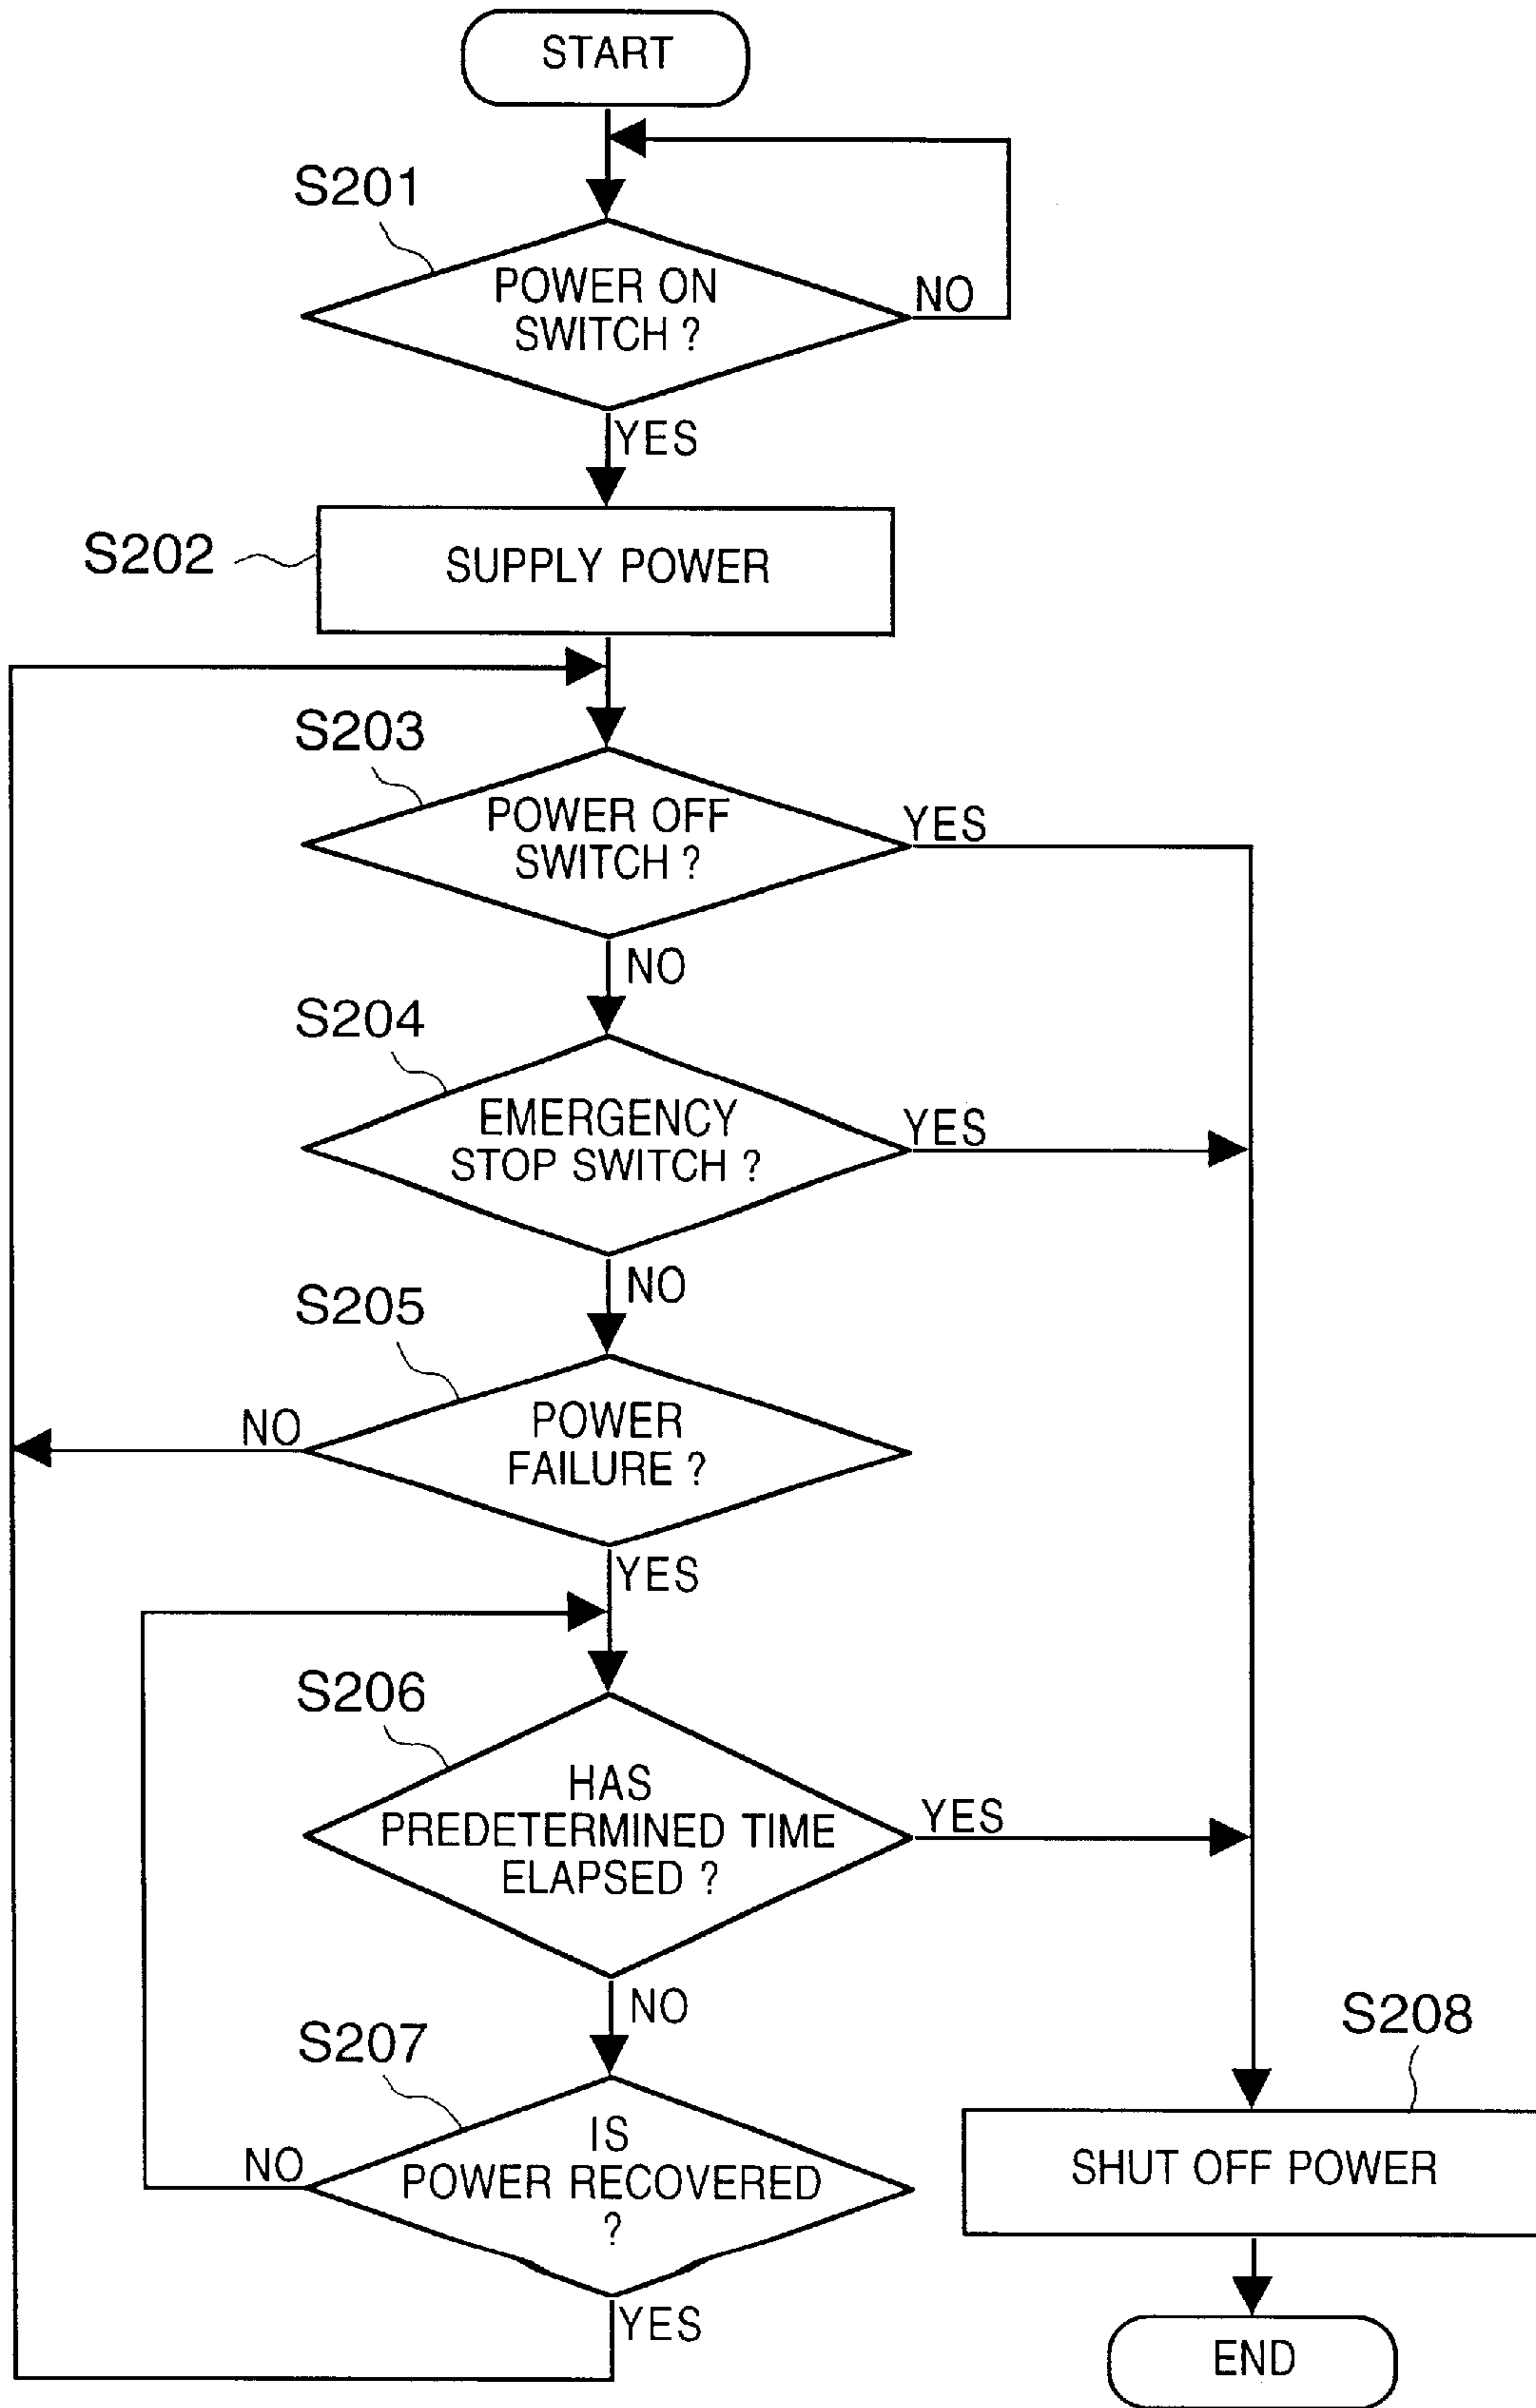 START
S201
POWER ON
SWITCH ?
NO
YES
S202
SUPPLY POWER
S203
POWER OFF
SWITCH ?
YES
NO
S204
EMERGENCY
STOP SWITCH ?
YES
NO
S205
POWER
FAILURE ?
NO
YES
S206
HAS
PREDETERMINED TIME
ELAPSED ?
YES
NO
S207
IS
POWER RECOVERED
?
NO
YES
S208
SHUT OFF POWER
END